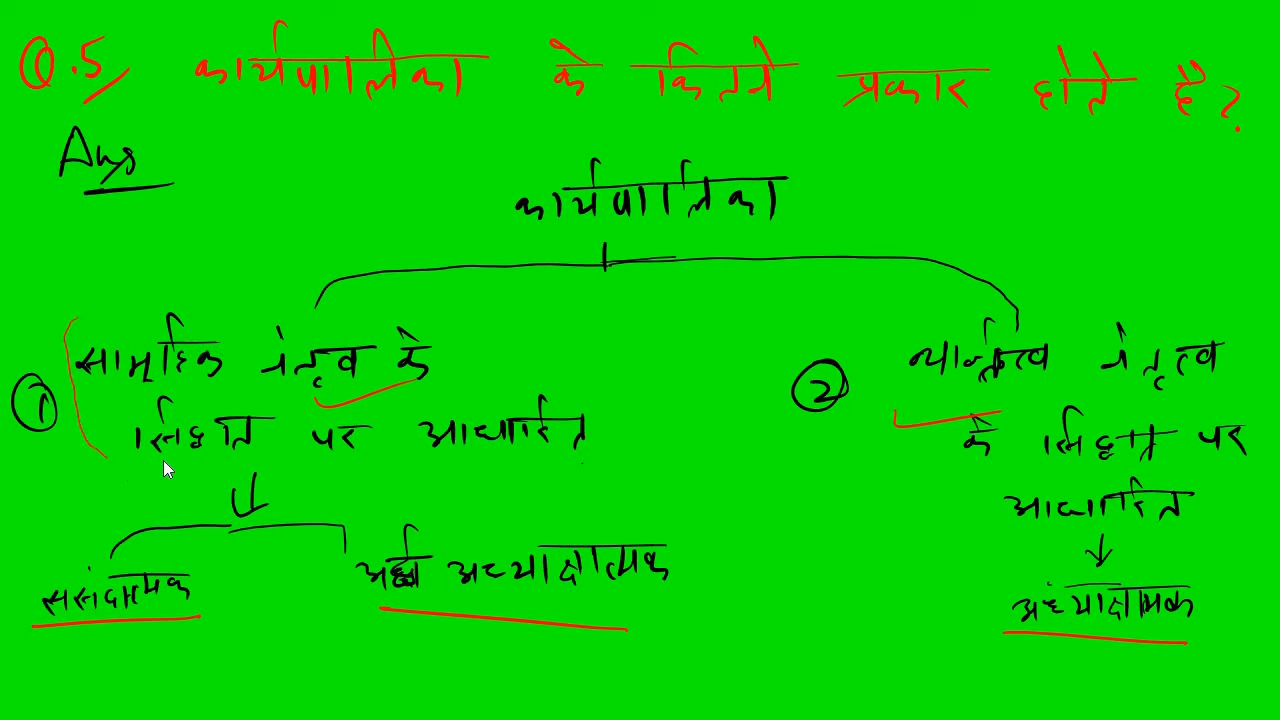 Q.5, कार्यपालिका के कितने प्रकार होते है?
Ans
कार्यपालिका
① सामूहिक नेतृत्व के
सिद्धांत पर आधारित
संसदात्मक
अर्द्ध अध्यक्षात्मक
② व्यक्तित्व नेतृत्व
के सिद्धांत पर
आधारित
अध्यक्षात्मक